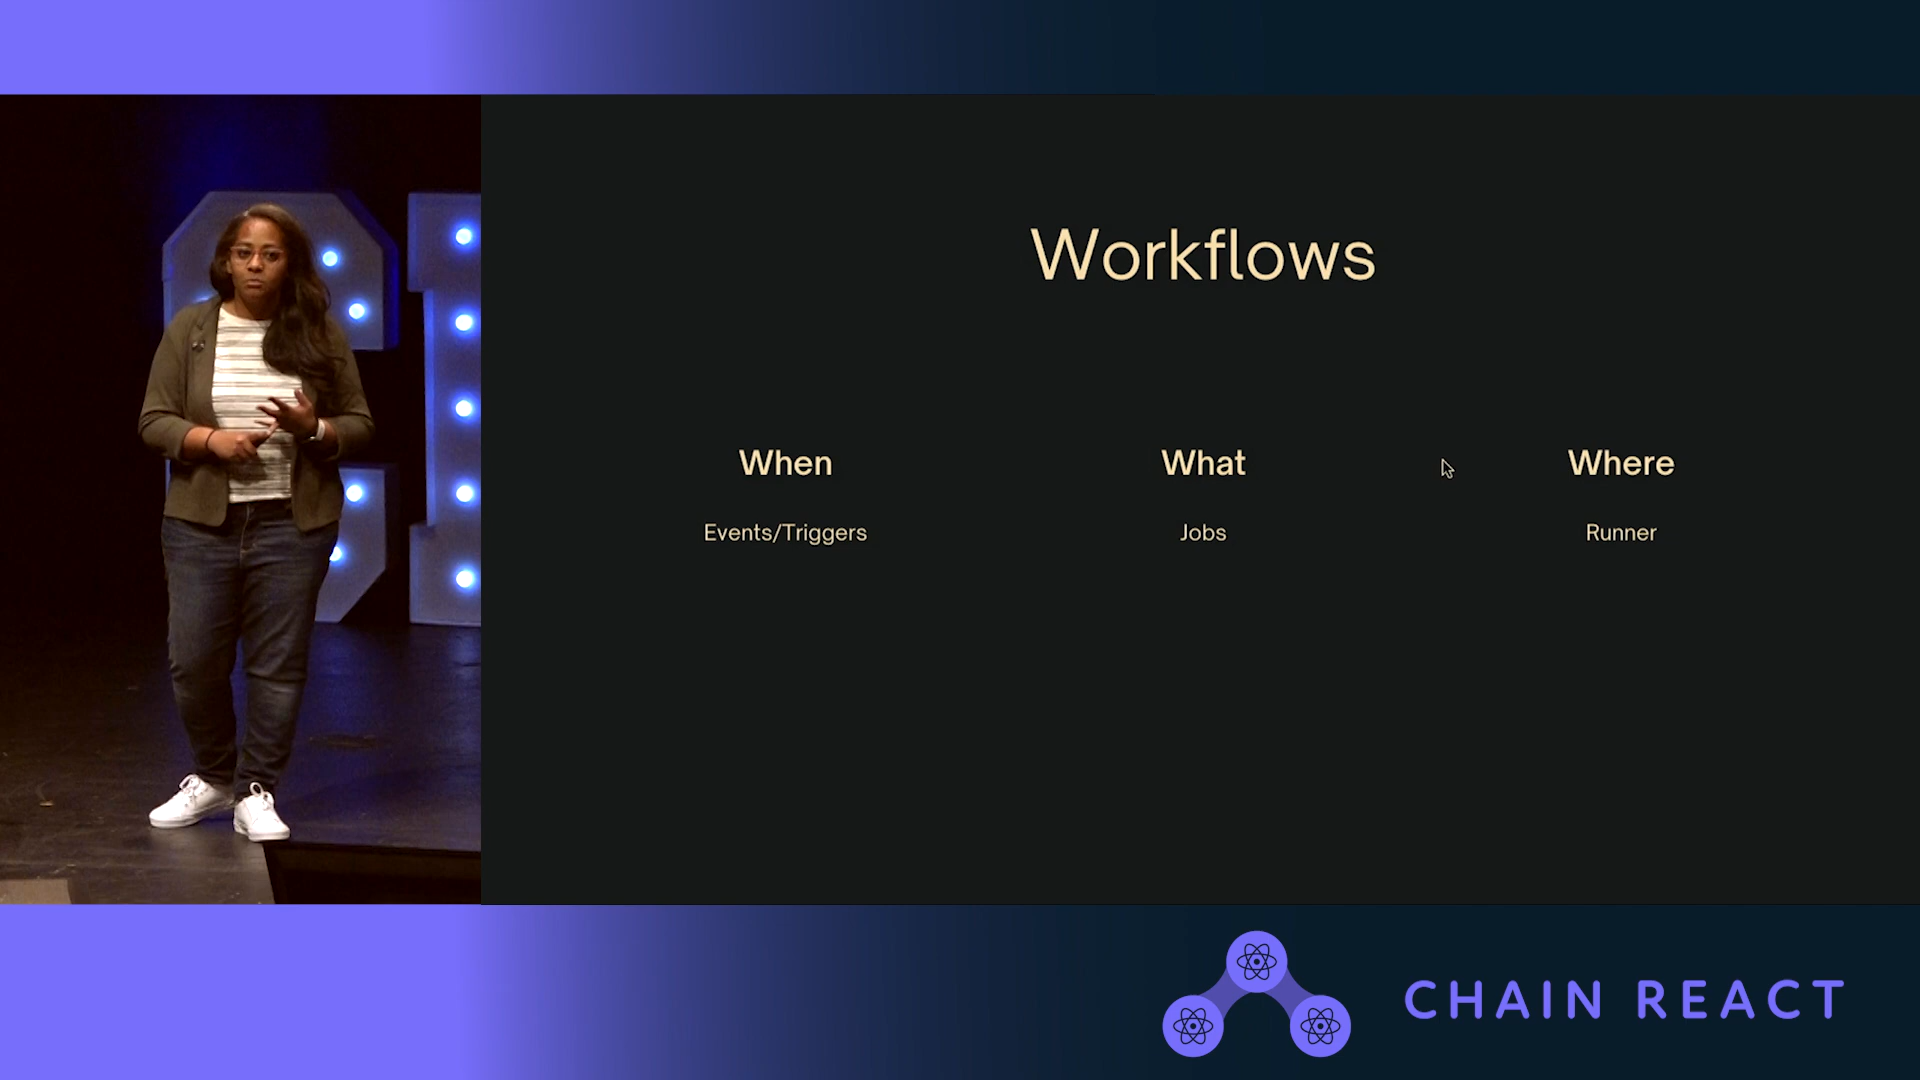 Workflows
When
What
Where
Events/Triggers
Jobs
Runner
CHAIN REACT